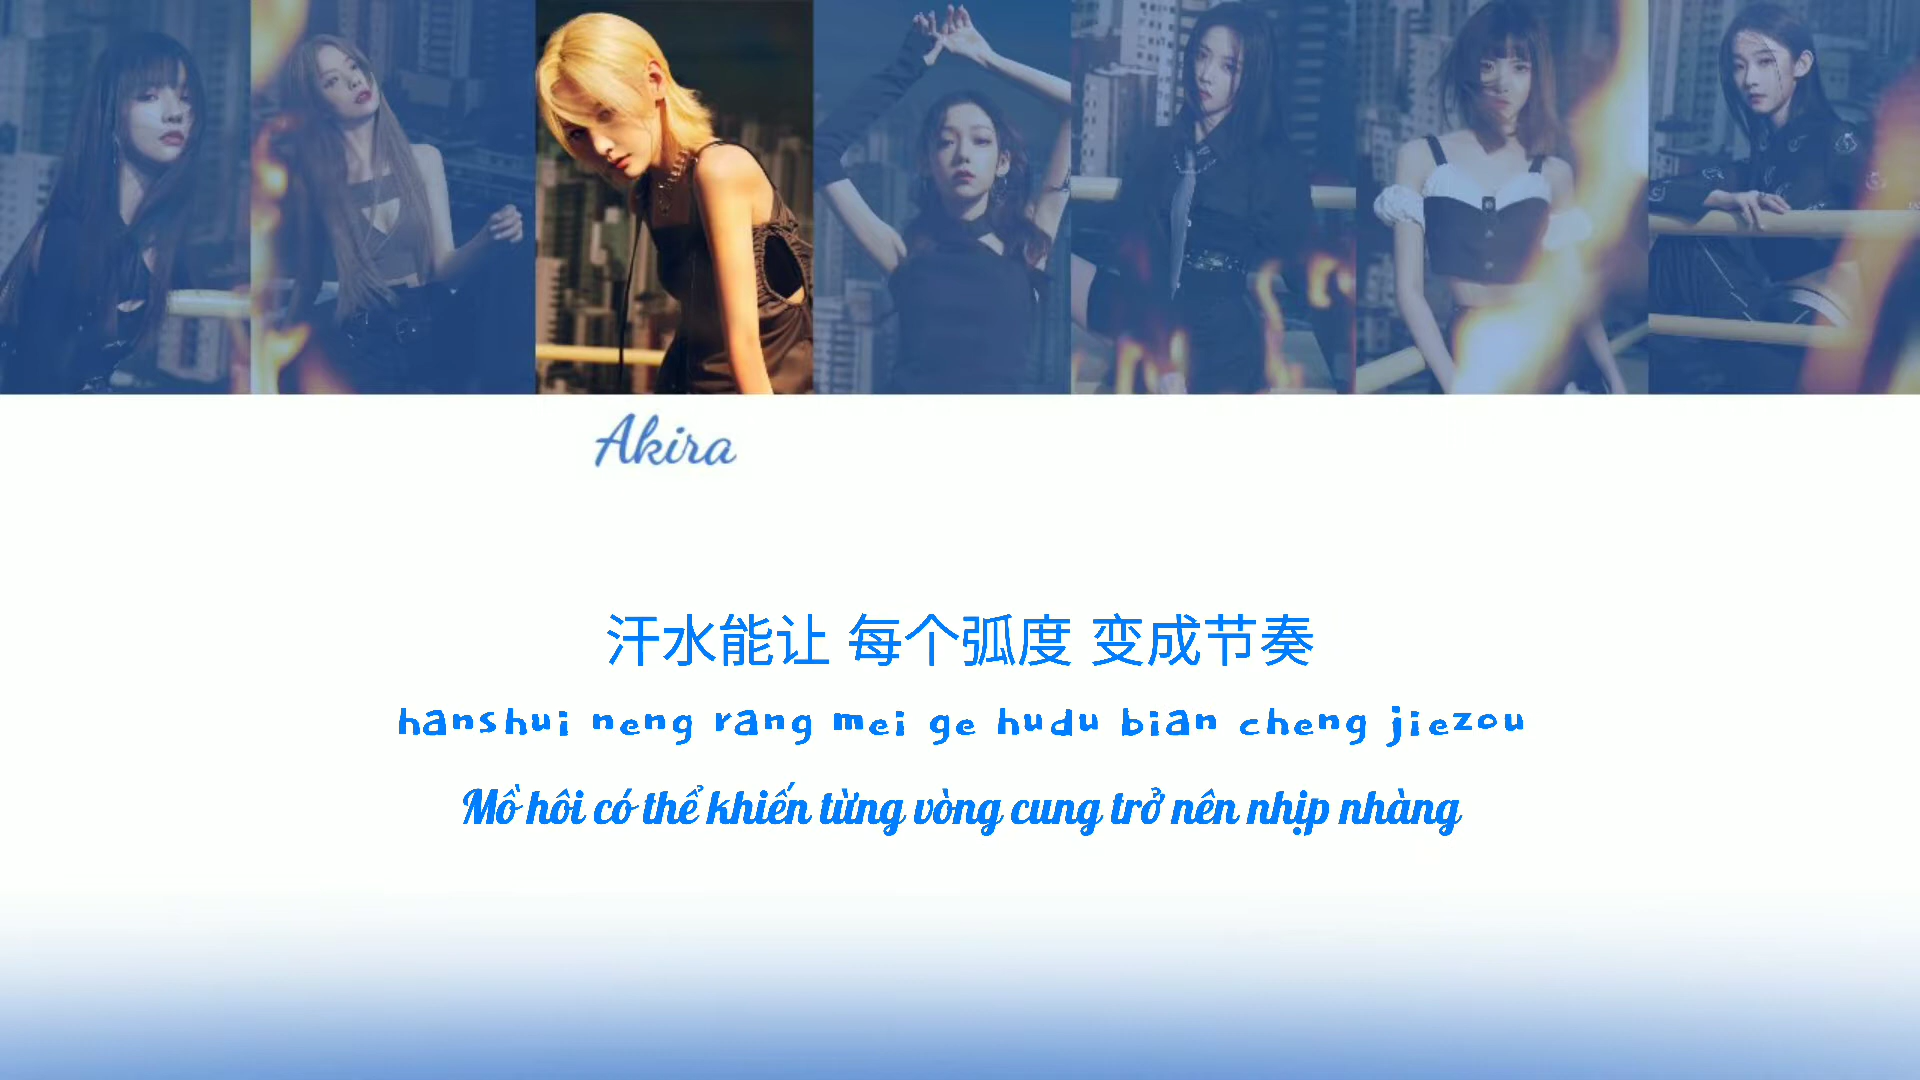 Akira
汗水能让 每个弧度 变成节奏
hanshui neng rang mei ge hudu bian cheng jiezou
Mồ hôi có thể khiến từng vòng cung trở nên nhịp nhàng